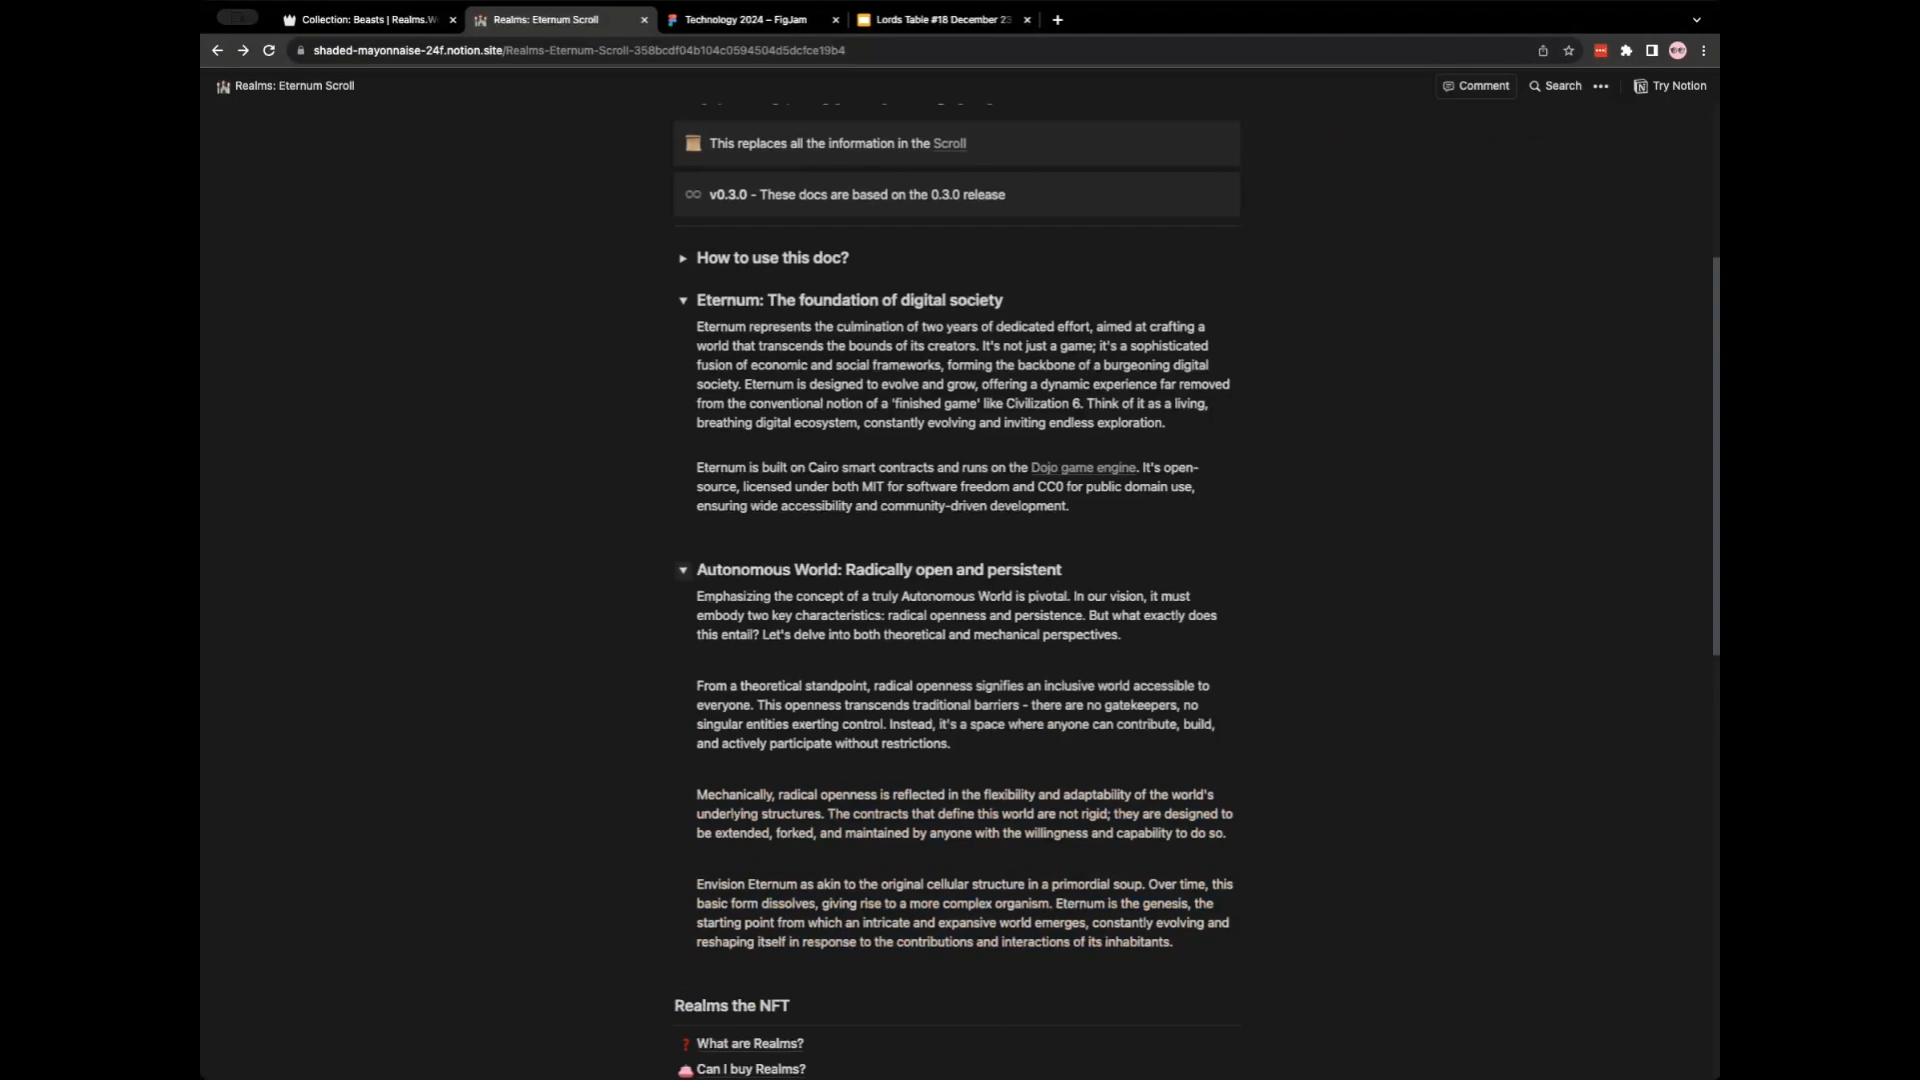 Collection: Beasts | Realms.W
Realms: Eternum Scroll
Technology 2024 – FigJam
Lords Table #18 December 23
shaded-mayonnaise-24f.notion.site/Realms-Eternum-Scroll-358bcdf04b104c0594504d5dcfce19b4
Realms: Eternum Scroll
Comment
Search
Try Notion
This replaces all the information in the Scroll
v0.3.0 - These docs are based on the 0.3.0 release
How to use this doc?
Eternum: The foundation of digital society
Eternum represents the culmination of two years of dedicated effort, aimed at crafting a
world that transcends the bounds of its creators. It's not just a game; it's a sophisticated
fusion of economic and social frameworks, forming the backbone of a burgeoning digital
society. Eternum is designed to evolve and grow, offering a dynamic experience far removed
from the conventional notion of a 'finished game' like Civilization 6. Think of it as a living,
breathing digital ecosystem, constantly evolving and inviting endless exploration.
Eternum is built on Cairo smart contracts and runs on the Dojo game engine. It's open-
source, licensed under both MIT for software freedom and CC0 for public domain use,
ensuring wide accessibility and community-driven development.
Autonomous World: Radically open and persistent
Emphasizing the concept of a truly Autonomous World is pivotal. In our vision, it must
embody two key characteristics: radical openness and persistence. But what exactly does
this entail? Let's delve into both theoretical and mechanical perspectives.
From a theoretical standpoint, radical openness signifies an inclusive world accessible to
everyone. This openness transcends traditional barriers - there are no gatekeepers, no
singular entities exerting control. Instead, it's a space where anyone can contribute, build,
and actively participate without restrictions.
Mechanically, radical openness is reflected in the flexibility and adaptability of the world's
underlying structures. The contracts that define this world are not rigid; they are designed to
be extended, forked, and maintained by anyone with the willingness and capability to do so.
Envision Eternum as akin to the original cellular structure in a primordial soup. Over time, this
basic form dissolves, giving rise to a more complex organism. Eternum is the genesis, the
starting point from which an intricate and expansive world emerges, constantly evolving and
reshaping itself in response to the contributions and interactions of its inhabitants.
Realms the NFT
What are Realms?
Can I buy Realms?